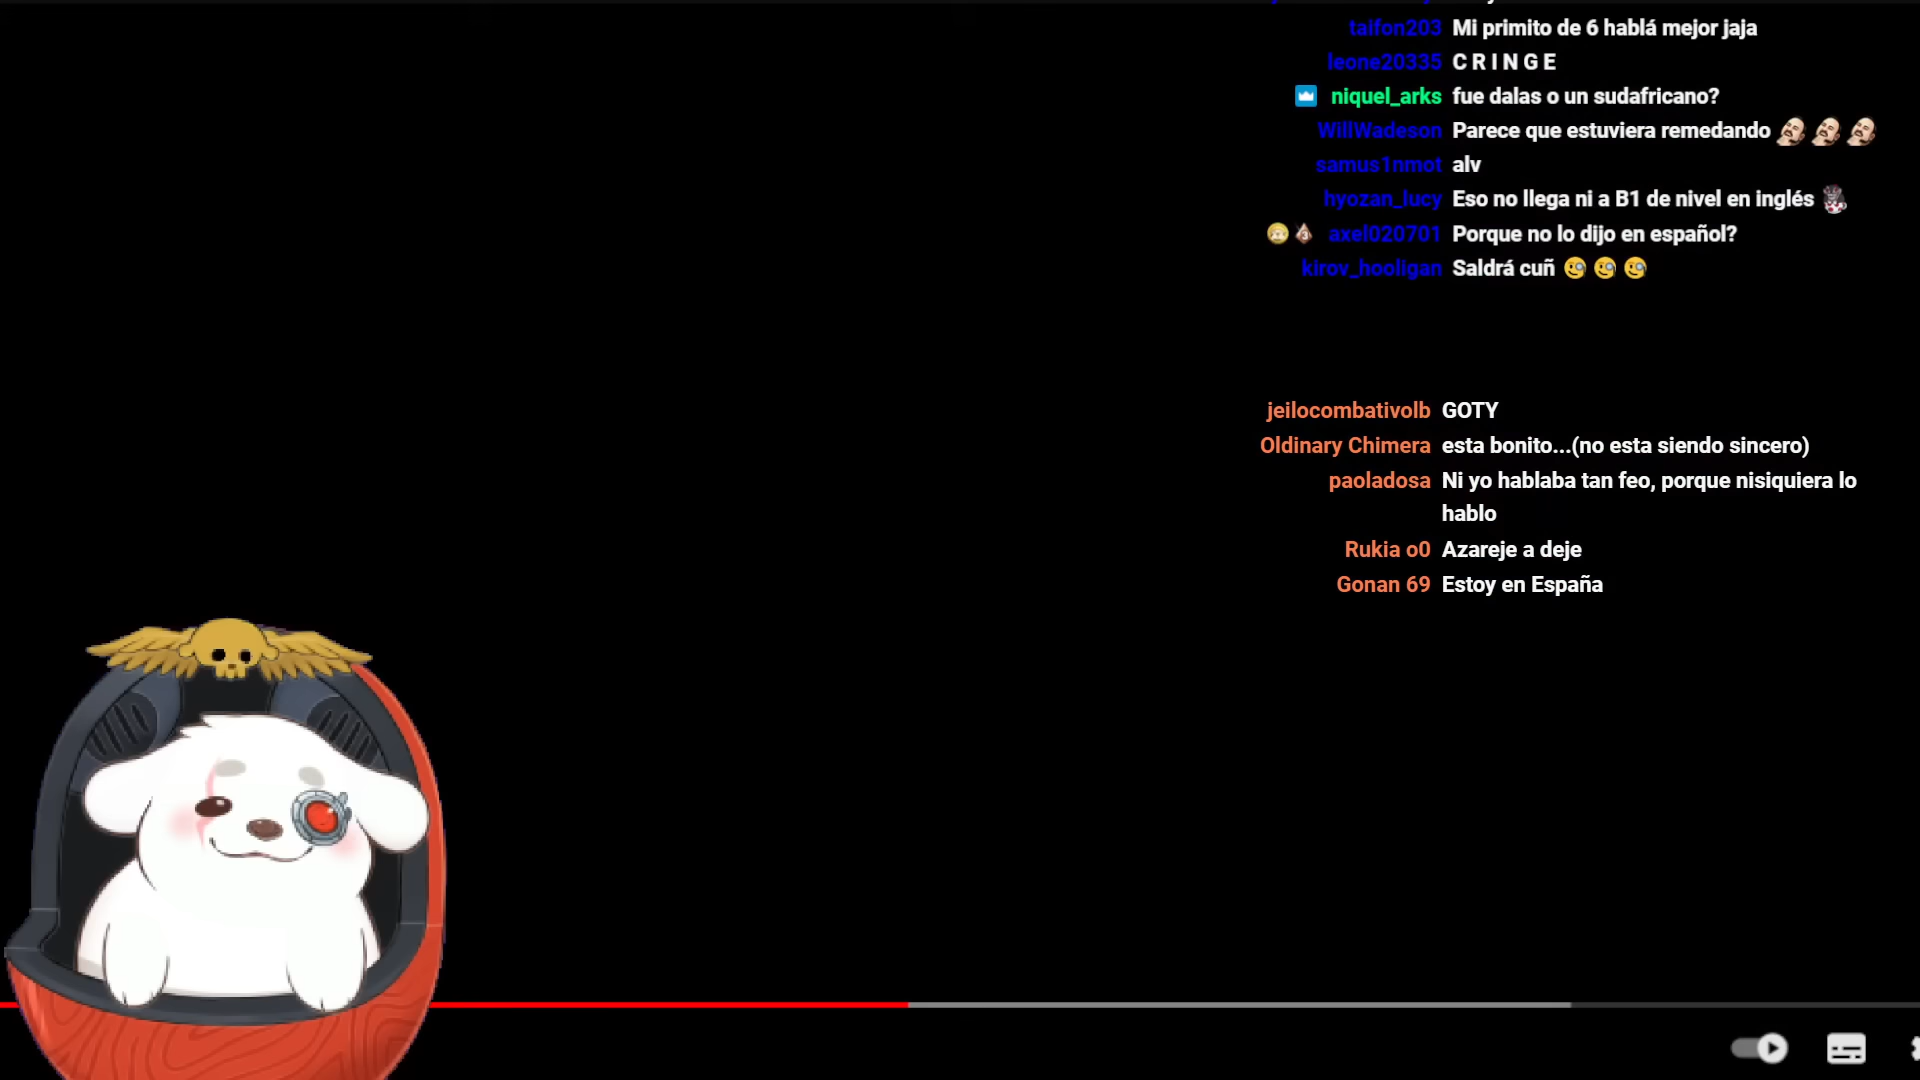 taifon203 Mi primito de 6 hablá mejor jaja
leone20335 C R I N G E
niquel_arks fue dalas o un sudafricano?
WillWadeson Parece que estuviera remedando
samus1nmot alv
hyozan_lucy Eso no llega ni a B1 de nivel en inglés
axel020701 Porque no lo dijo en español?
kirov_hooligan Saldrá cuñ
jeilocombativolb GOTY
Oldinary Chimera esta bonito...(no esta siendo sincero)
paoladosa Ni yo hablaba tan feo, porque nisiquiera lo
hablo
Rukia o0 Azareje a deje
Gonan 69 Estoy en España